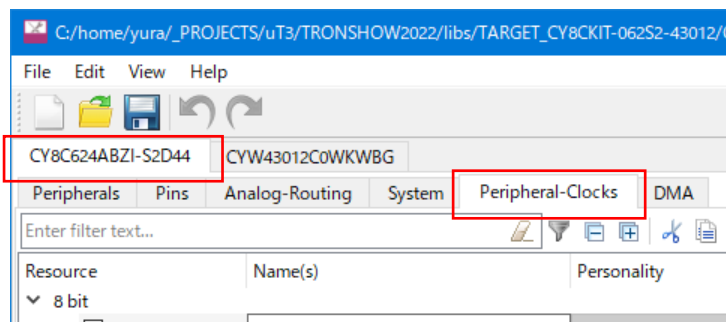 C:/home/yura/_PROJECTS/uT3/TRONSHOW2022/libs/TARGET_CY8CKIT-062S2-43012/
File Edit View Help
CY8C624ABZI-S2D44 CYW43012C0WKWBG
Peripherals Pins Analog-Routing System Peripheral-Clocks DMA
Enter filter text...
Resource Name(s) Personality
8 bit